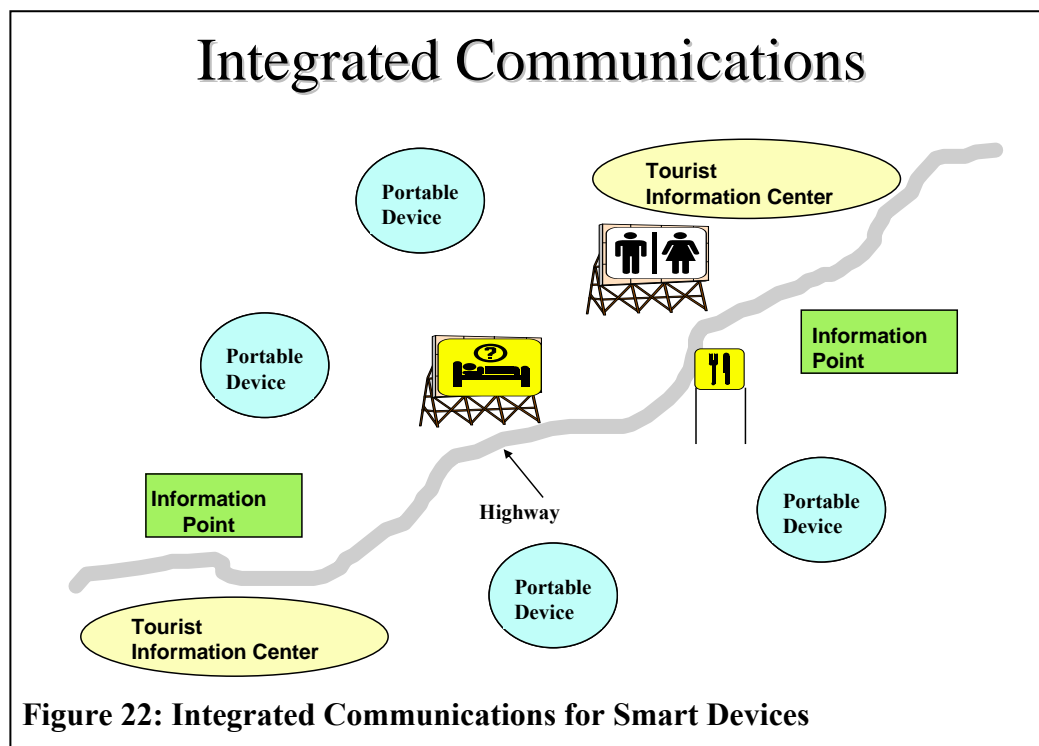 Integrated Communications
Tourist
Information Center
Portable
Device
Information
Point
?
Portable
Device
Information
Point
Highway
Portable
Device
Portable
Device
Tourist
Information Center
Figure 22: Integrated Communications for Smart Devices